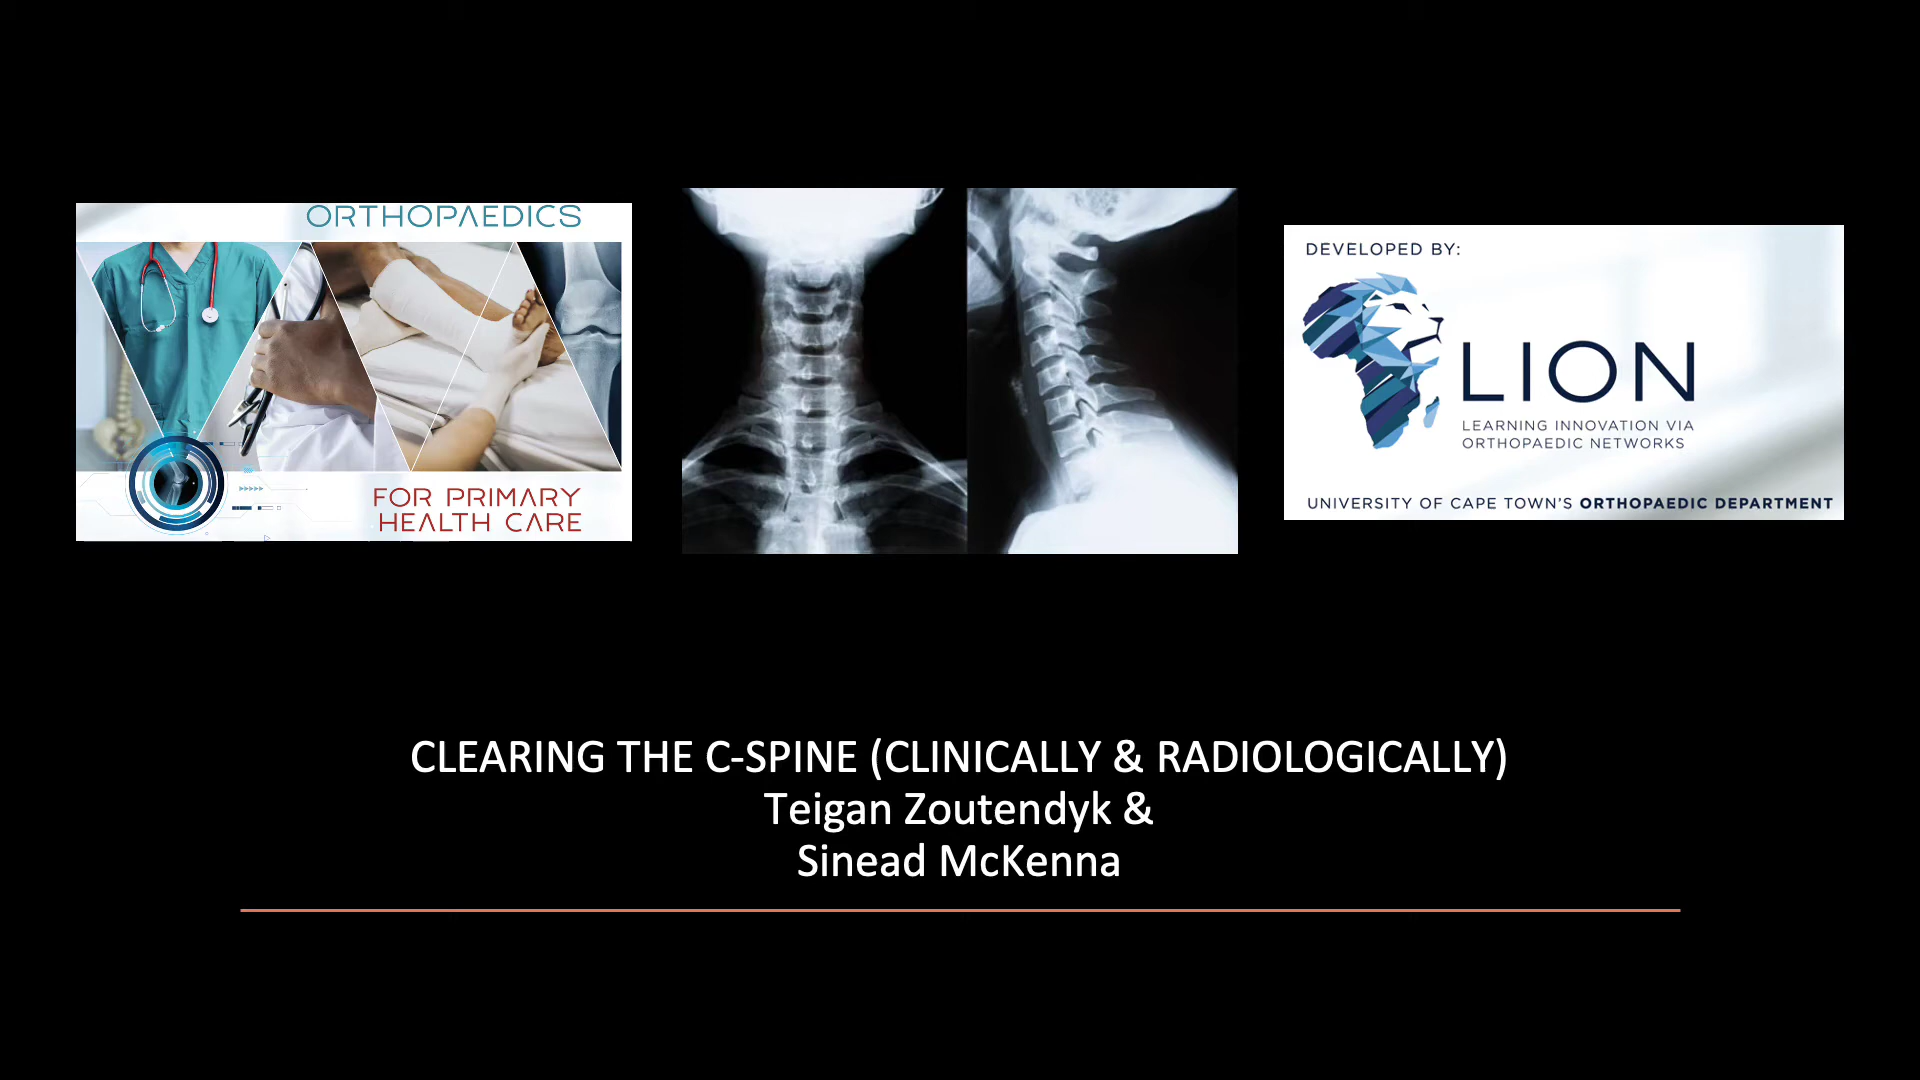 ORTHOPAEDICS
FOR PRIMARY
HEALTH CARE
DEVELOPED BY:
LION
LEARNING INNOVATION VIA
ORTHOPAEDIC NETWORKS
UNIVERSITY OF CAPE TOWN'S ORTHOPAEDIC DEPARTMENT
CLEARING THE C-SPINE (CLINICALLY & RADIOLOGICALLY)
Teigan Zoutendyk &
Sinead McKenna